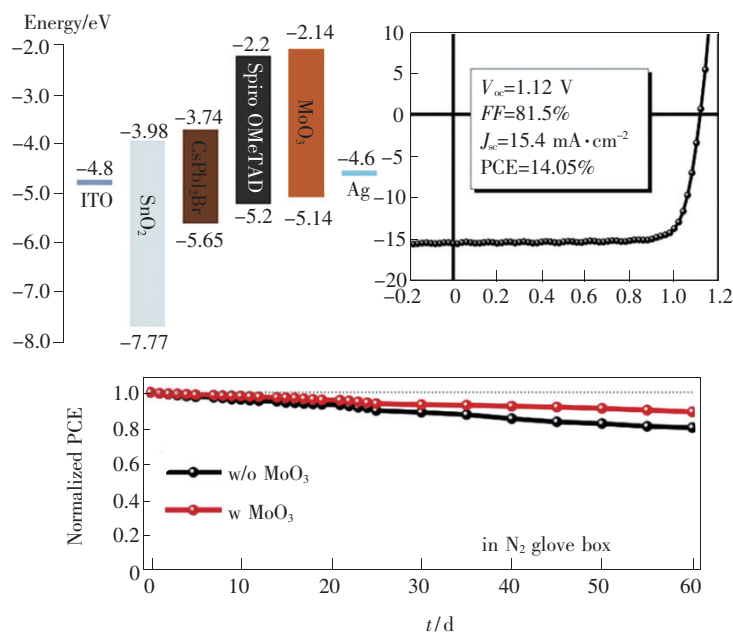 Energy/eV
-2.0
-3.0
-4.0
-5.0
-6.0
-7.0
-8.0
-4.8
ITO
-3.98
SnO₂
-7.77
-3.74
CsPbI₂Br
-5.65
-2.2
Spiro OMeTAD
-5.2
-2.14
MoO₃
-5.14
-4.6
Ag
10
5
0
-5
-10
-15
-20
-0.2
0
0.2
0.4
0.6
0.8
1.0
1.2
Voc=1.12 V
FF=81.5%
Jsc=15.4 mA·cm⁻²
PCE=14.05%
Normalized PCE
1.0
0.8
0.6
0.4
0.2
0
w/o MoO₃
w MoO₃
in N₂ glove box
0
10
20
30
40
50
60
t/d